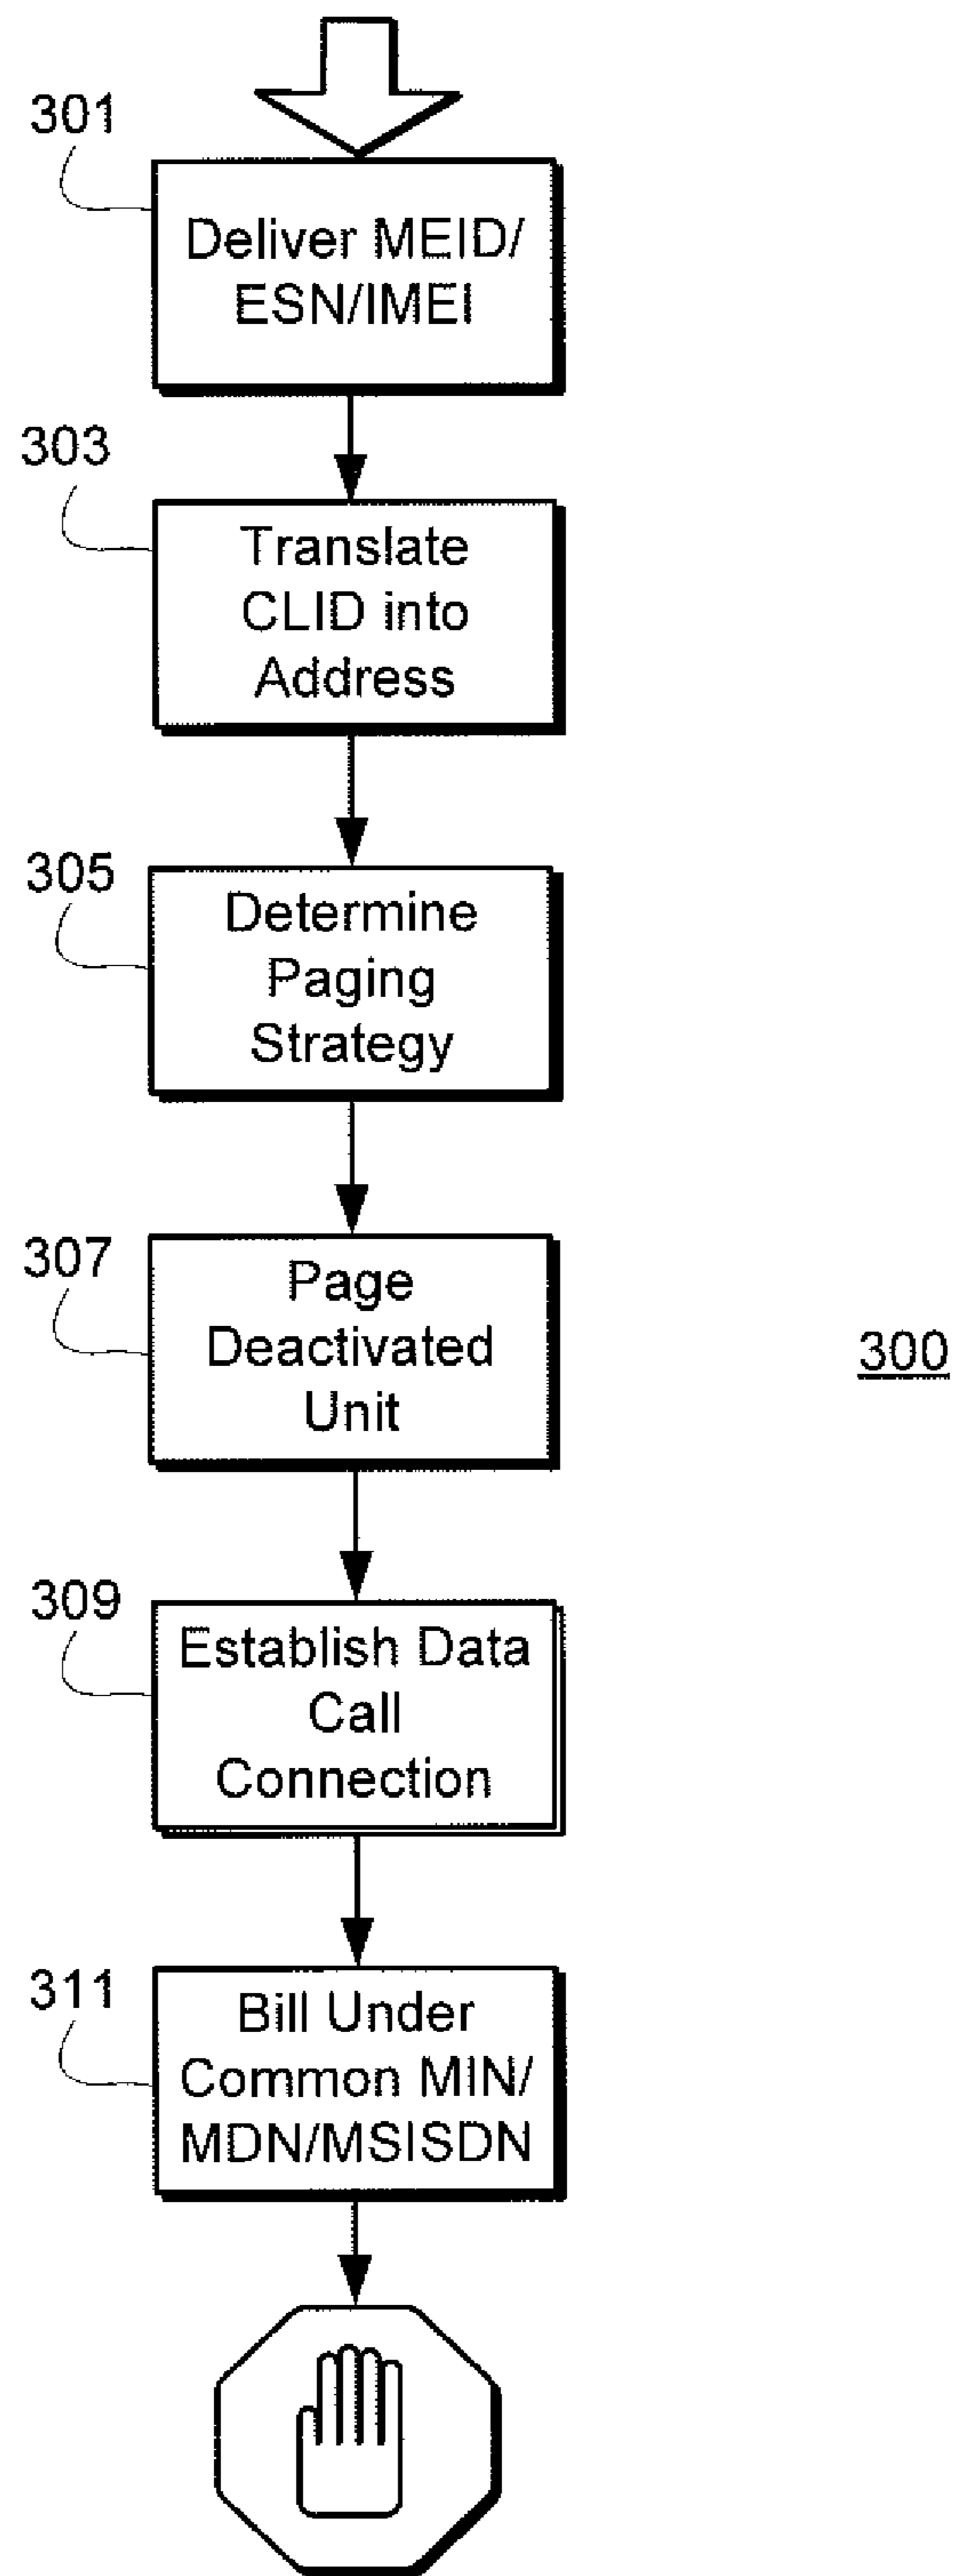 301
Deliver MEID/
ESN/IMEI
303
Translate
CLID into
Address
305
Determine
Paging
Strategy
307
Page
Deactivated
Unit
300
309
Establish Data
Call
Connection
311
Bill Under
Common MIN/
MDN/MSISDN